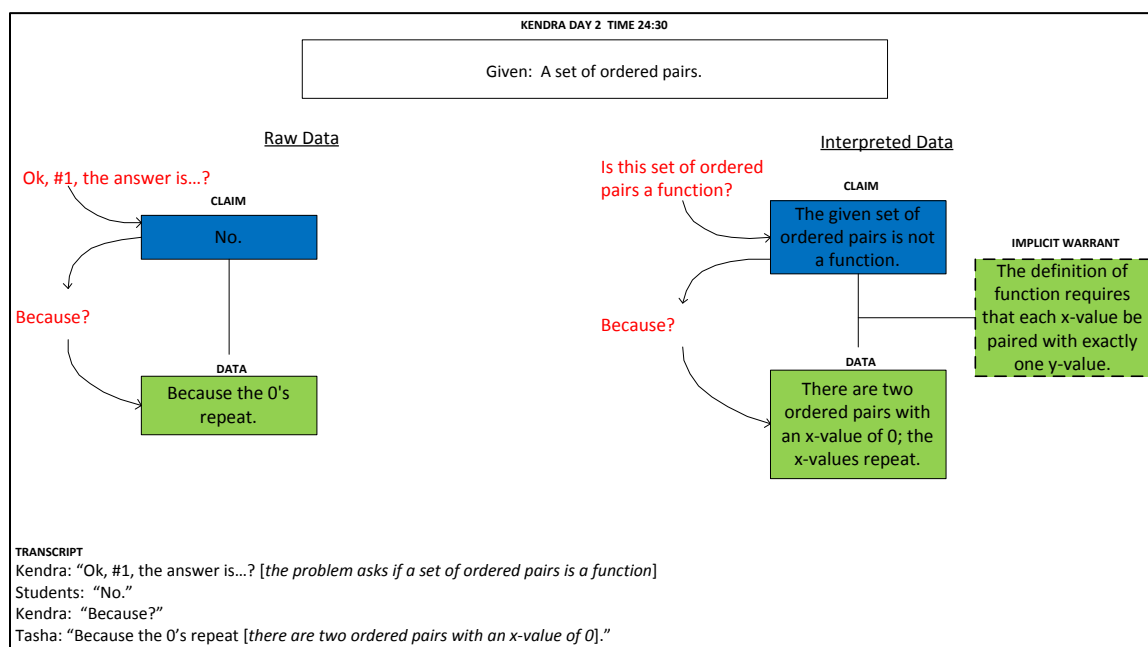 KENDRA DAY 2  TIME 24:30
Given:  A set of ordered pairs.
Raw Data
Ok, #1, the answer is…?
CLAIM
No.
Because?
DATA
Because the 0's
repeat.
Interpreted Data
Is this set of ordered
pairs a function?
CLAIM
The given set of
ordered pairs is not
a function.
IMPLICIT WARRANT
The definition of
function requires
that each x-value be
paired with exactly
one y-value.
Because?
DATA
There are two
ordered pairs with
an x-value of 0; the
x-values repeat.
TRANSCRIPT
Kendra: “Ok, #1, the answer is…? [the problem asks if a set of ordered pairs is a function]
Students:  “No.”
Kendra:  “Because?”
Tasha: “Because the 0’s repeat [there are two ordered pairs with an x-value of 0].”